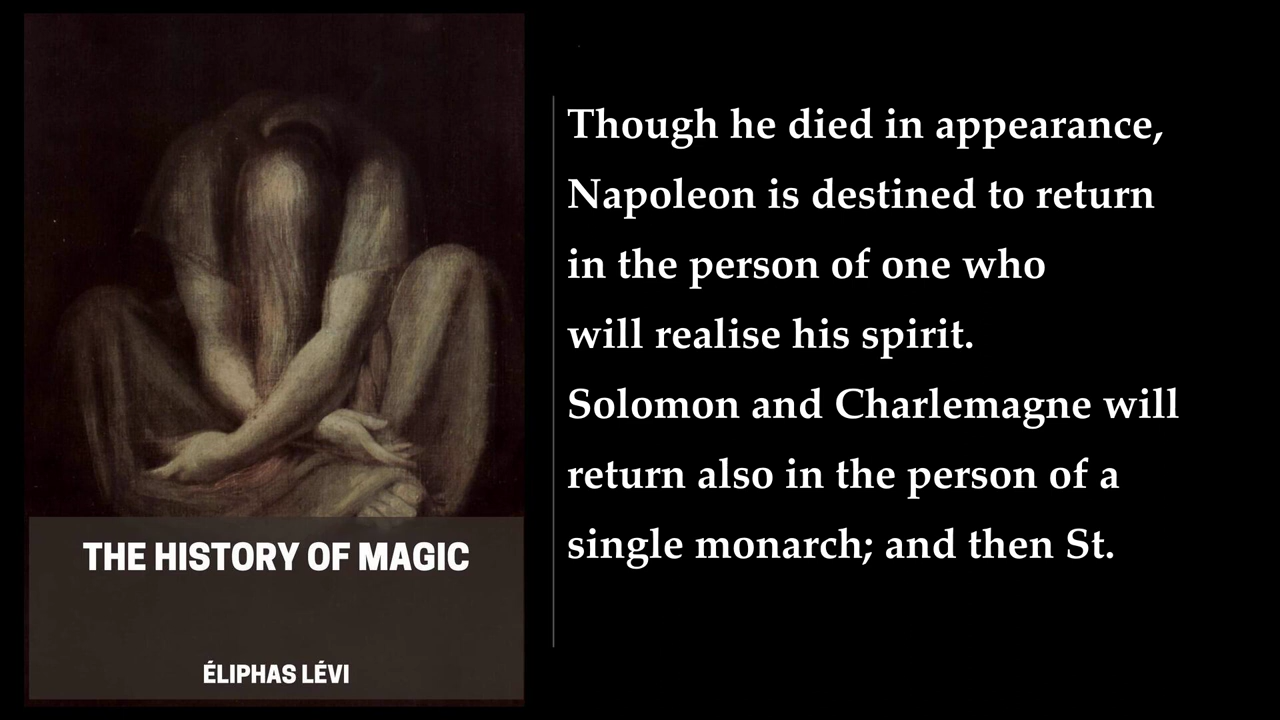 THE HISTORY OF MAGIC
ÉLIPHAS LÉVI
Though he died in appearance,
Napoleon is destined to return
in the person of one who
will realise his spirit.
Solomon and Charlemagne will
return also in the person of a
single monarch; and then St.